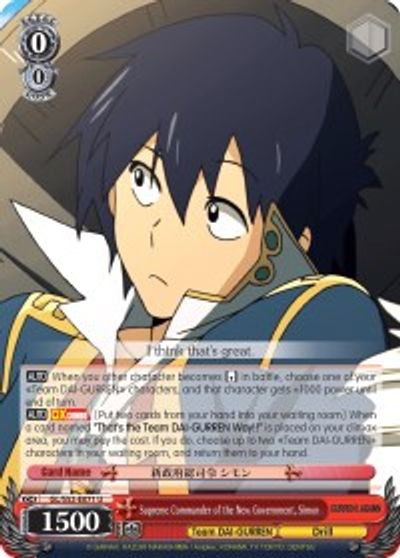 0
0
I think that's great.
AUTO When you other character becomes [ ] in battle, choose one of your
«Team DAI-GURREN» characters, and that character gets +1000 power until
end of turn.
AUTO CX COMBO [Put two cards from your hand into your waiting room] When
a card named "That's the Team DAI-GURREN Way!" is placed on your climax
area, you may pay the cost. If you do, choose up to two «Team DAI-GURREN»
characters in your waiting room, and return them to your hand.
Card Name 新政府総司令 シモン
1500
Supreme Commander of the New Government, Simon
Team DAI-GURREN Drill